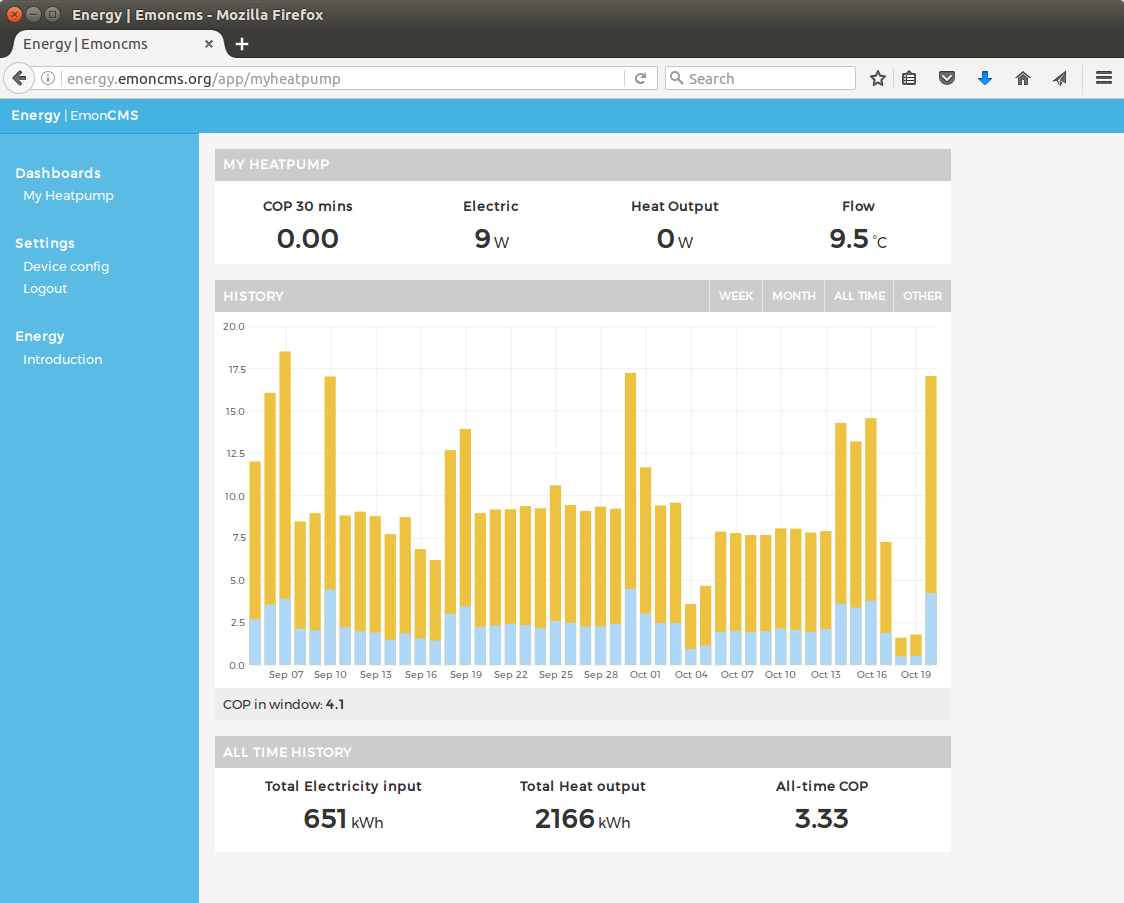 Energy | Emoncms - Mozilla Firefox
Energy | Emoncms
energy.emoncms.org/app/myheatpump
Search
Energy | EmonCMS
Dashboards
My Heatpump
Settings
Device config
Logout
Energy
Introduction
MY HEATPUMP
COP 30 mins Electric Heat Output Flow
0.00 9 W 0 W 9.5 °C
HISTORY WEEK MONTH ALL TIME OTHER
20.0
17.5
15.0
12.5
10.0
7.5
5.0
2.5
0.0
Sep 07 Sep 10 Sep 13 Sep 16 Sep 19 Sep 22 Sep 25 Sep 28 Oct 01 Oct 04 Oct 07 Oct 10 Oct 13 Oct 16 Oct 19
COP in window: 4.1
ALL TIME HISTORY
Total Electricity input Total Heat output All-time COP
651 kWh 2166 kWh 3.33